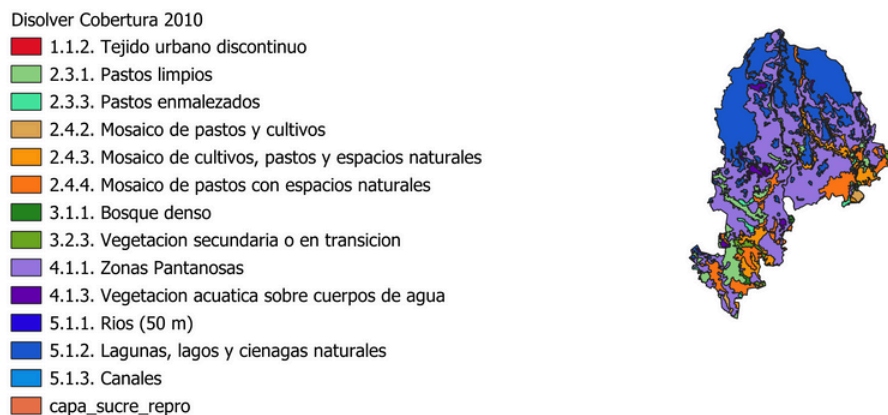 Disolver Cobertura 2010
1.1.2. Tejido urbano discontinuo
2.3.1. Pastos limpios
2.3.3. Pastos enmalezados
2.4.2. Mosaico de pastos y cultivos
2.4.3. Mosaico de cultivos, pastos y espacios naturales
2.4.4. Mosaico de pastos con espacios naturales
3.1.1. Bosque denso
3.2.3. Vegetacion secundaria o en transicion
4.1.1. Zonas Pantanosas
4.1.3. Vegetacion acuatica sobre cuerpos de agua
5.1.1. Rios (50 m)
5.1.2. Lagunas, lagos y cienagas naturales
5.1.3. Canales
capa_sucre_repro